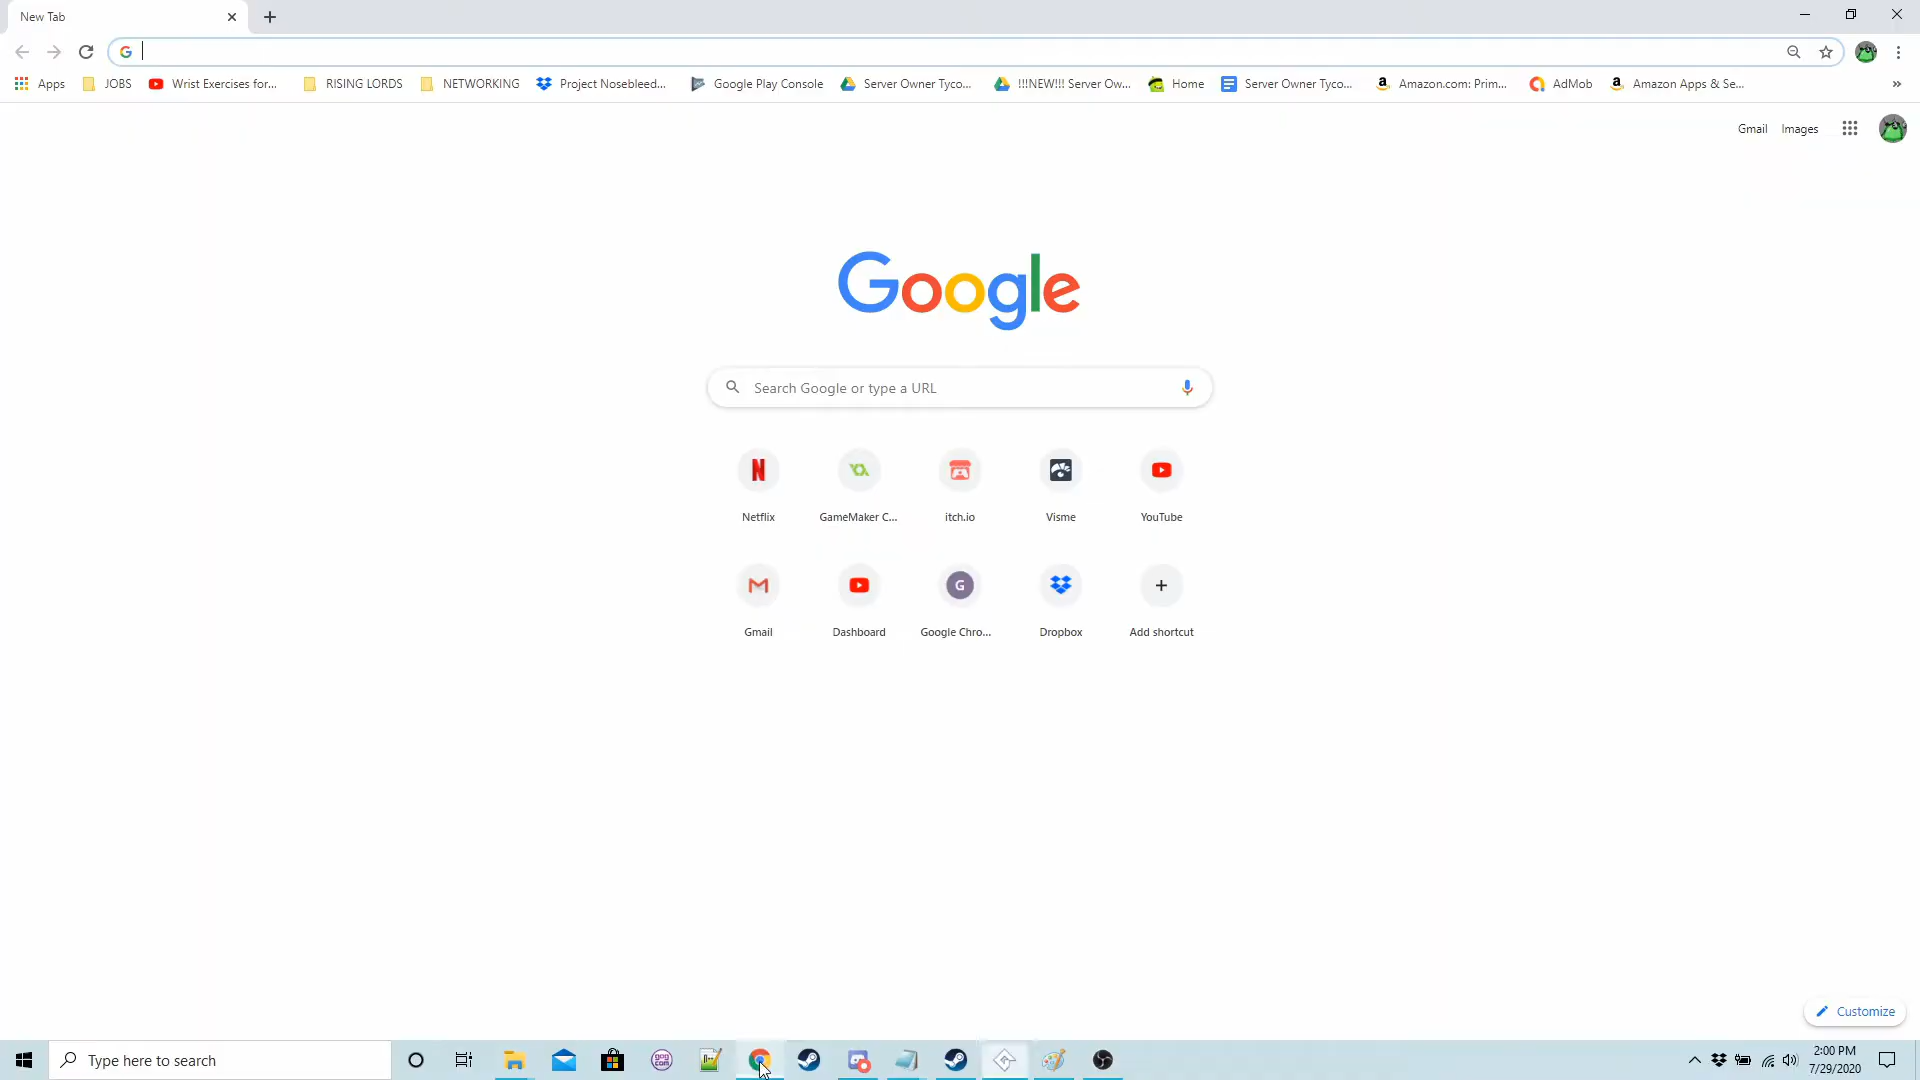 New Tab
Apps JOBS Wrist Exercises for... RISING LORDS NETWORKING Project Nosebleed... Google Play Console Server Owner Tyco... !!!NEW!!! Server Ow... Home Server Owner Tyco... Amazon.com: Prim... AdMob Amazon Apps & Se... »
Gmail Images
Google
Search Google or type a URL
Netflix GameMaker C... itch.io Visme YouTube
Gmail Dashboard Google Chro... Dropbox Add shortcut
Customize
Type here to search
2:00 PM
7/29/2020